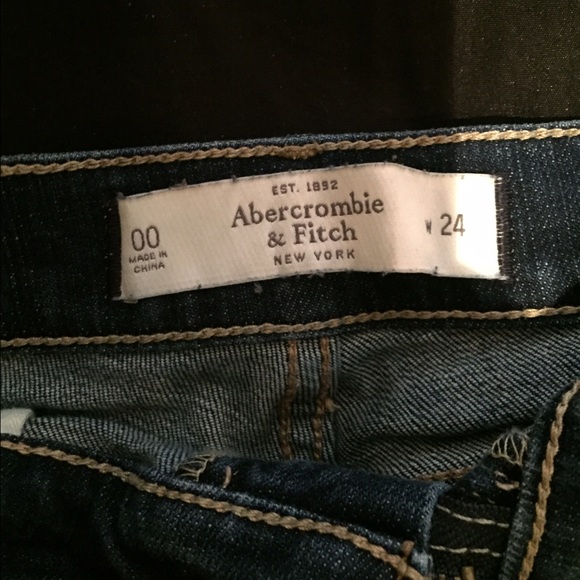 00
MADE IN
CHINA
EST. 1892
Abercrombie
& Fitch
NEW YORK
W 24